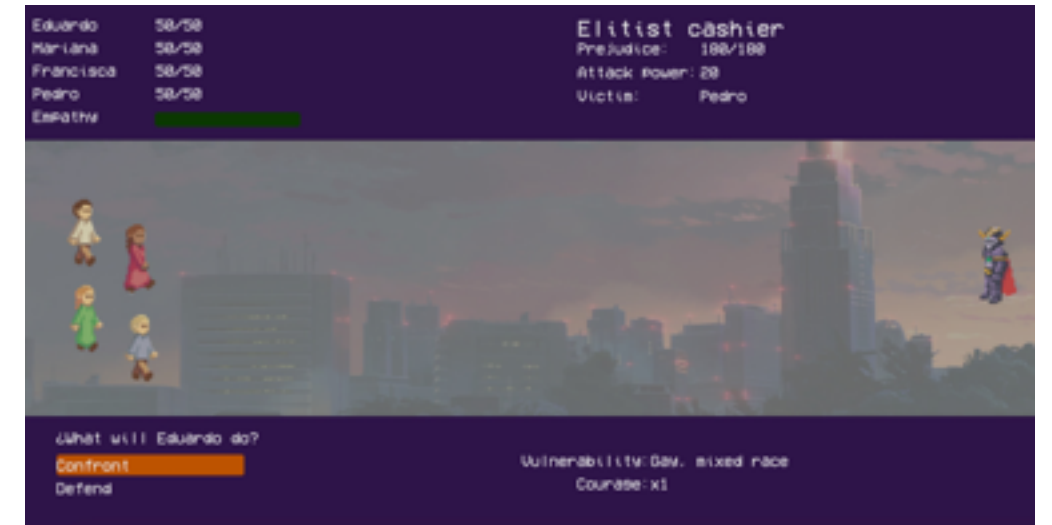 Eduardo 50/50
Mariana 50/50
Francisca 50/50
Pedro 50/50
Empathy
Elitist cashier
Prejudice: 100/100
Attack power: 20
Victim: Pedro
¿What will Eduardo do?
Confront
Defend
Vulnerability: Gay, mixed race
Courage: x1